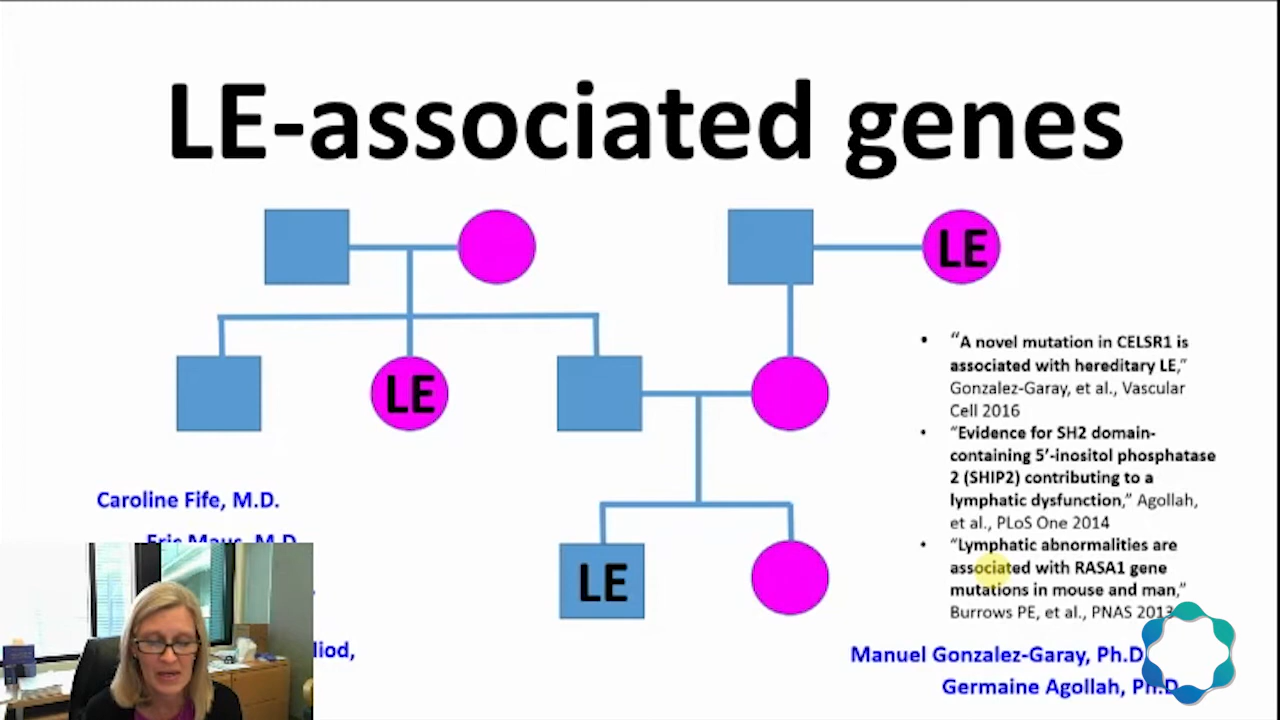 LE-associated genes
LE
LE
LE
• “A novel mutation in CELSR1 is
associated with hereditary LE,”
Gonzalez-Garay, et al., Vascular
Cell 2016
• “Evidence for SH2 domain-
containing 5’-inositol phosphatase
2 (SHIP2) contributing to a
lymphatic dysfunction,” Agollah,
et al., PLoS One 2014
• “Lymphatic abnormalities are
associated with RASA1 gene
mutations in mouse and man,”
Burrows PE, et al., PNAS 2013
Caroline Fife, M.D.
Eric Maus, M.D.
Manuel Gonzalez-Garay, Ph.D
Germaine Agollah, Ph.D